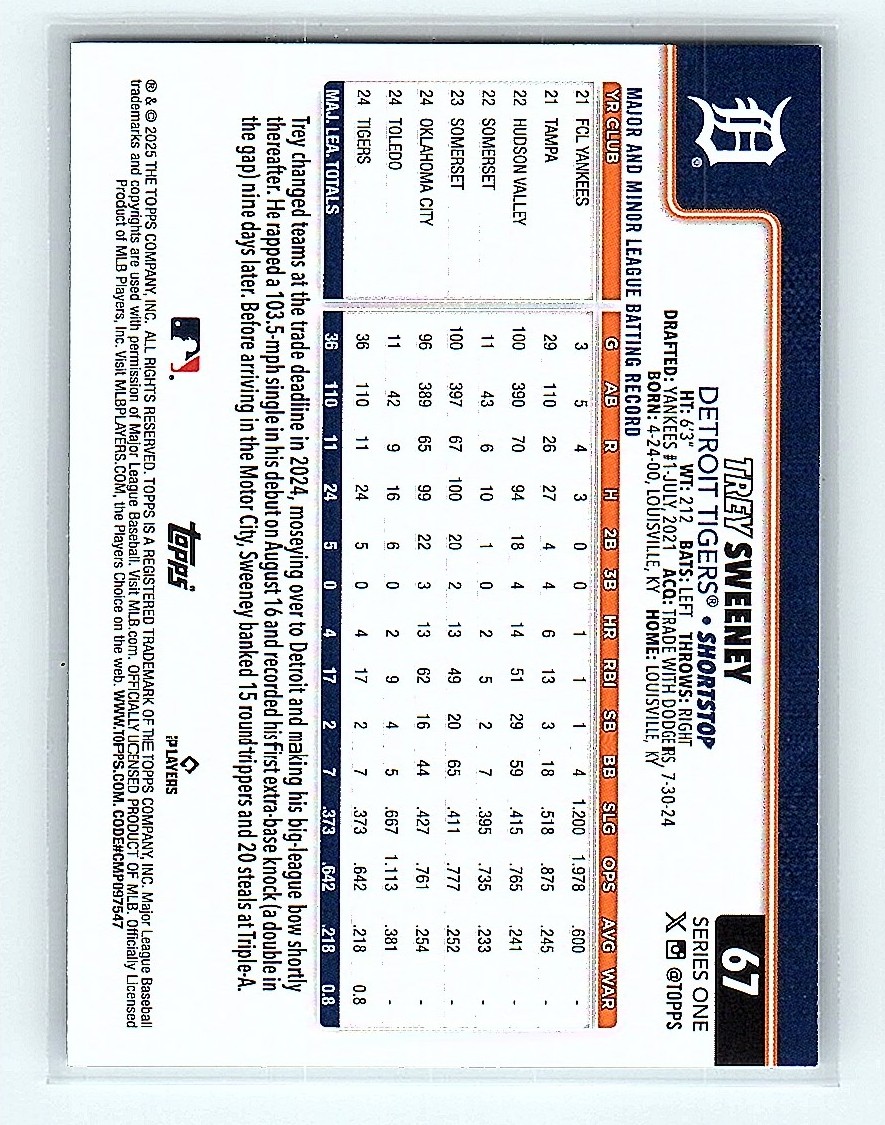 67
SERIES ONE
X @TOPPS
D®
TREY SWEENEY
DETROIT TIGERS® • SHORTSTOP
HT: 6'3" WT: 212 BATS: LEFT THROWS: RIGHT
DRAFTED: YANKEES #1-JULY, 2021 ACQ: TRADE WITH DODGERS, 7-30-24
BORN: 4-24-00, LOUISVILLE, KY HOME: LOUISVILLE, KY
MAJOR AND MINOR LEAGUE BATTING RECORD
YR CLUB G AB R H 2B 3B HR RBI SB BB SLG OPS AVG WAR
21 FCL YANKEES 3 5 4 3 0 0 1 1 1 4 1.200 1.978 .600 -
21 TAMPA 29 110 26 27 4 4 6 13 3 18 .518 .875 .245 -
22 HUDSON VALLEY 100 390 70 94 18 4 14 51 29 59 .415 .765 .241 -
22 SOMERSET 11 43 6 10 1 0 2 5 2 7 .395 .735 .233 -
23 SOMERSET 100 397 67 100 20 2 13 49 20 65 .411 .777 .252 -
24 OKLAHOMA CITY 96 389 65 99 22 3 13 62 16 44 .427 .761 .254 -
24 TOLEDO 11 42 9 16 6 0 2 9 4 5 .667 1.113 .381 -
24 TIGERS 36 110 11 24 5 0 4 17 2 7 .373 .642 .218 0.8
MAJ. LEA. TOTALS 36 110 11 24 5 0 4 17 2 7 .373 .642 .218 0.8
Trey changed teams at the trade deadline in 2024, moseying over to Detroit and making his big-league bow shortly
thereafter. He rapped a 103.5-mph single in his debut on August 16 and recorded his first extra-base knock (a double in
the gap) nine days later. Before arriving in the Motor City, Sweeney banked 15 round trippers and 20 steals at Triple-A.
topps
PLAYERS
® & © 2025 THE TOPPS COMPANY, INC. ALL RIGHTS RESERVED. TOPPS IS A REGISTERED TRADEMARK OF THE TOPPS COMPANY, INC. Major League Baseball
trademarks and copyrights are used with permission of Major League Baseball. Visit MLB.com. OFFICIALLY LICENSED PRODUCT OF MLB. Officially Licensed
Product of MLB Players, Inc. Visit MLBPLAYERS.COM, the Players Choice on the web. WWW.TOPPS.COM. CODE#CMP097547